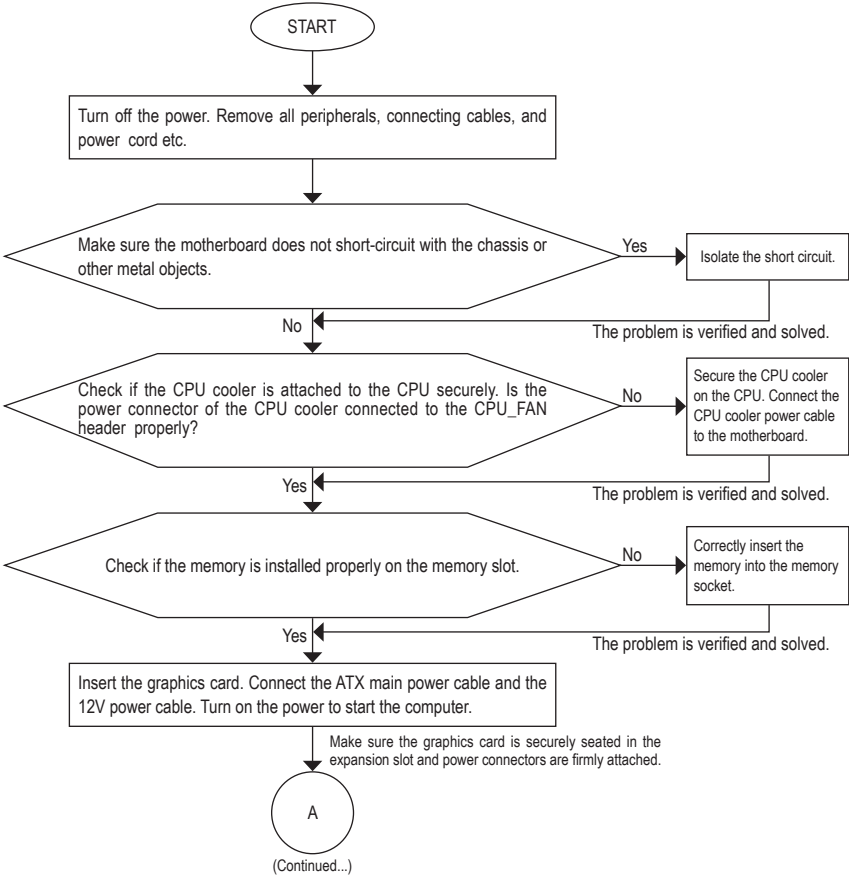 START
Turn off the power. Remove all peripherals, connecting cables, and
power cord etc.
Make sure the motherboard does not short-circuit with the chassis or
other metal objects.
Yes
Isolate the short circuit.
No
The problem is verified and solved.
Check if the CPU cooler is attached to the CPU securely. Is the
power connector of the CPU cooler connected to the CPU_FAN
header properly?
No
Secure the CPU cooler
on the CPU. Connect the
CPU cooler power cable
to the motherboard.
Yes
The problem is verified and solved.
Check if the memory is installed properly on the memory slot.
No
Correctly insert the
memory into the memory
socket.
Yes
The problem is verified and solved.
Insert the graphics card. Connect the ATX main power cable and the
12V power cable. Turn on the power to start the computer.
Make sure the graphics card is securely seated in the
expansion slot and power connectors are firmly attached.
A
(Continued...)